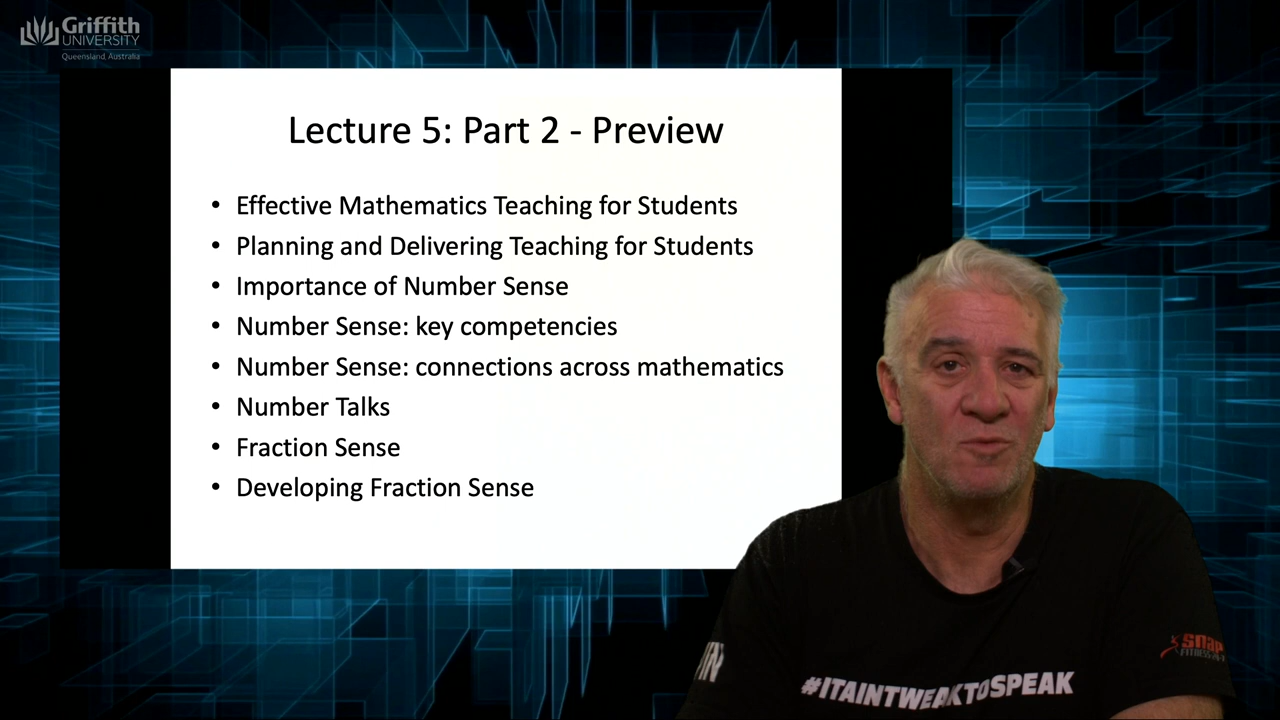 Griffith
UNIVERSITY
Queensland, Australia
Lecture 5: Part 2 - Preview
• Effective Mathematics Teaching for Students
• Planning and Delivering Teaching for Students
• Importance of Number Sense
• Number Sense: key competencies
• Number Sense: connections across mathematics
• Number Talks
• Fraction Sense
• Developing Fraction Sense
#ITAINTWEAKTOSPEAK
snap
FITNESS